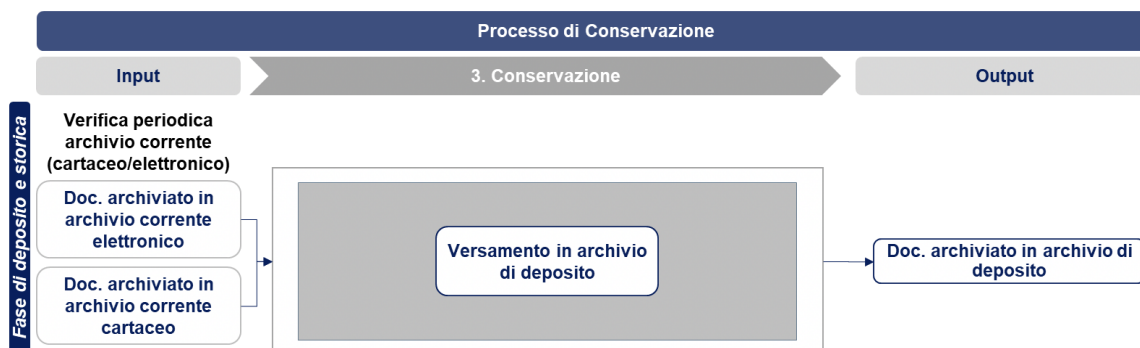 Processo di Conservazione
Input
3. Conservazione
Output
Fase di deposito e storica
Verifica periodica
archivio corrente
(cartaceo/elettronico)
Doc. archiviato in
archivio corrente
elettronico
Doc. archiviato in
archivio corrente
cartaceo
Versamento in archivio
di deposito
Doc. archiviato in archivio di
deposito